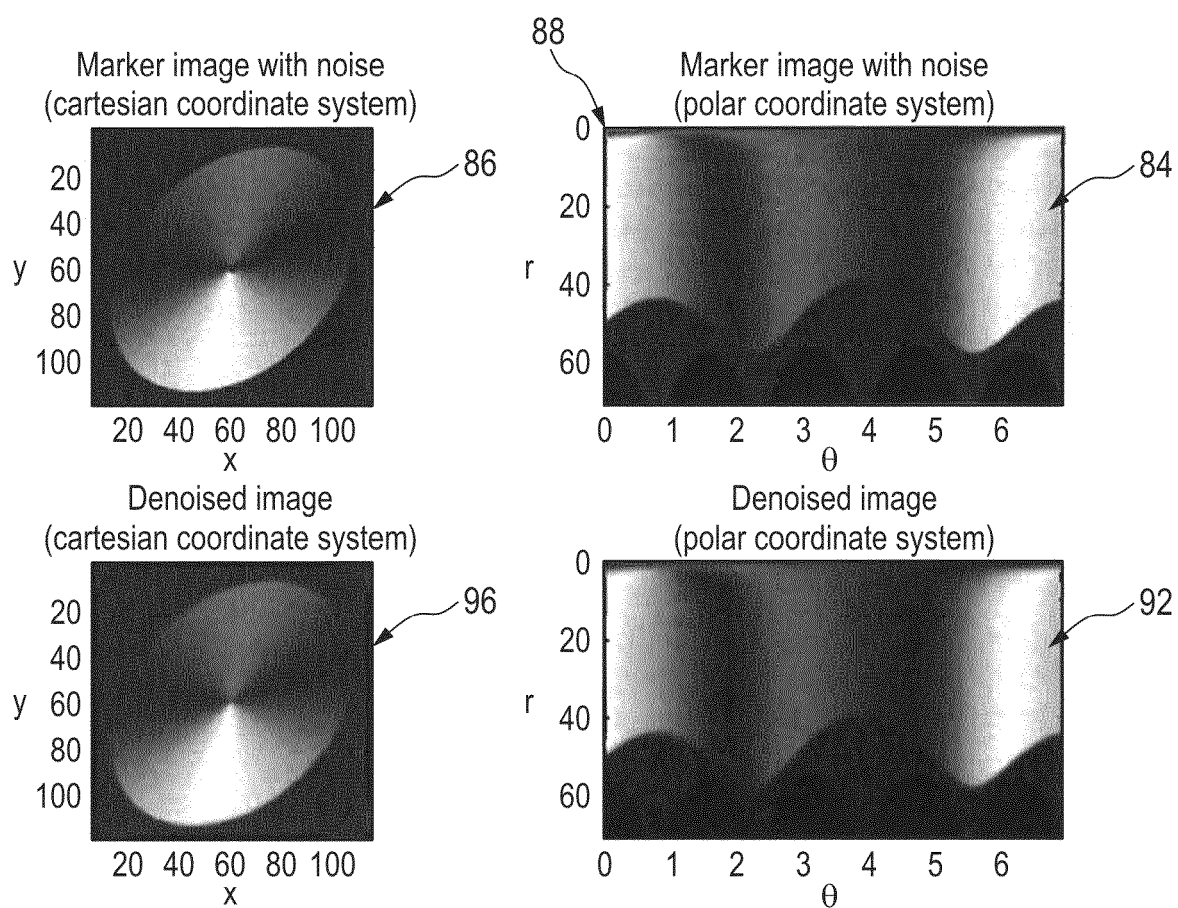 88
Marker image with noise
(cartesian coordinate system)
86
20
40
y 60
80
100
20 40 60 80 100
x
Marker image with noise
(polar coordinate system)
84
0
20
r
40
60
0 1 2 3 4 5 6
θ
Denoised image
(cartesian coordinate system)
96
20
40
y 60
80
100
20 40 60 80 100
x
Denoised image
(polar coordinate system)
92
0
20
r
40
60
0 1 2 3 4 5 6
θ